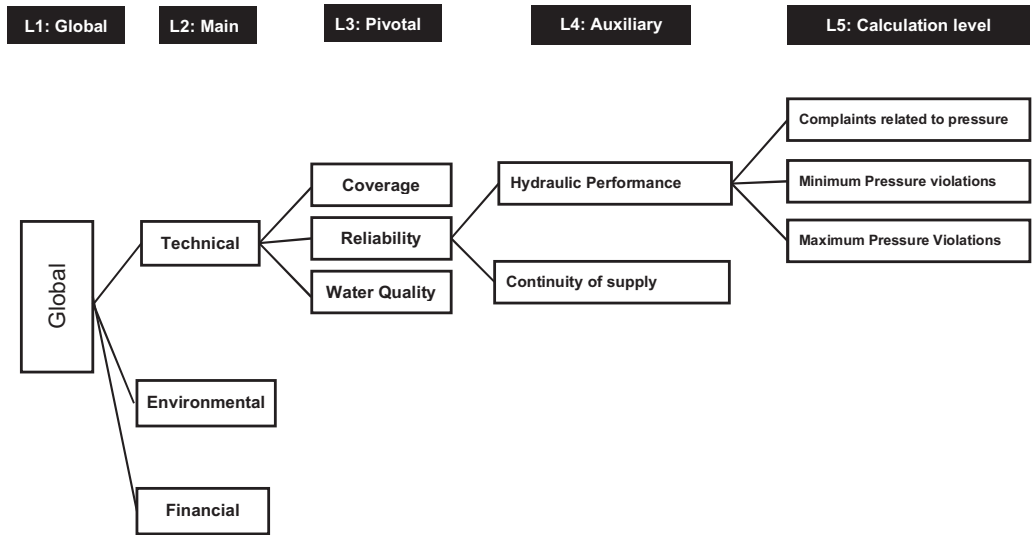 L1: Global
L2: Main
L3: Pivotal
L4: Auxiliary
L5: Calculation level
Complaints related to pressure
Coverage
Hydraulic Performance
Minimum Pressure violations
Global
Technical
Reliability
Maximum Pressure Violations
Water Quality
Continuity of supply
Environmental
Financial